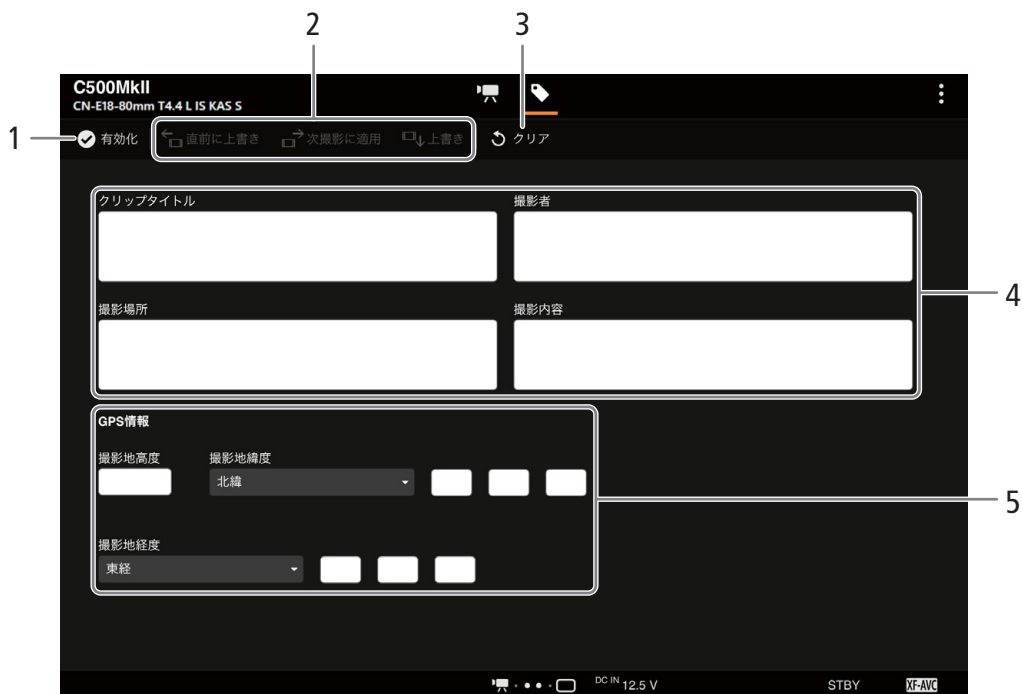 2
3
C500MkII
CN-E18-80mm T4.4 L IS KAS S
1
有効化 直前に上書き 次撮影に適用 上書き クリア
クリップタイトル 撮影者
4
撮影場所 撮影内容
GPS情報
撮影地高度 撮影地緯度
北緯
5
撮影地経度
東経
DC IN 12.5 V STBY XF-AVC